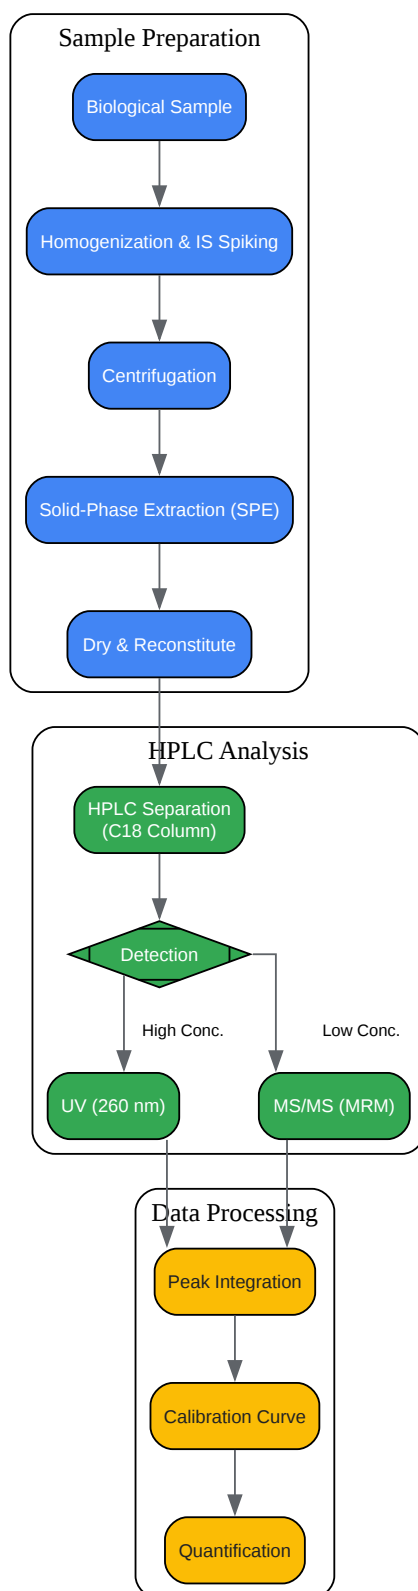 Sample Preparation
Biological Sample
Homogenization & IS Spiking
Centrifugation
Solid-Phase Extraction (SPE)
Dry & Reconstitute
HPLC Analysis
HPLC Separation
(C18 Column)
Detection
High Conc.
Low Conc.
UV (260 nm)
MS/MS (MRM)
Data Processing
Peak Integration
Calibration Curve
Quantification